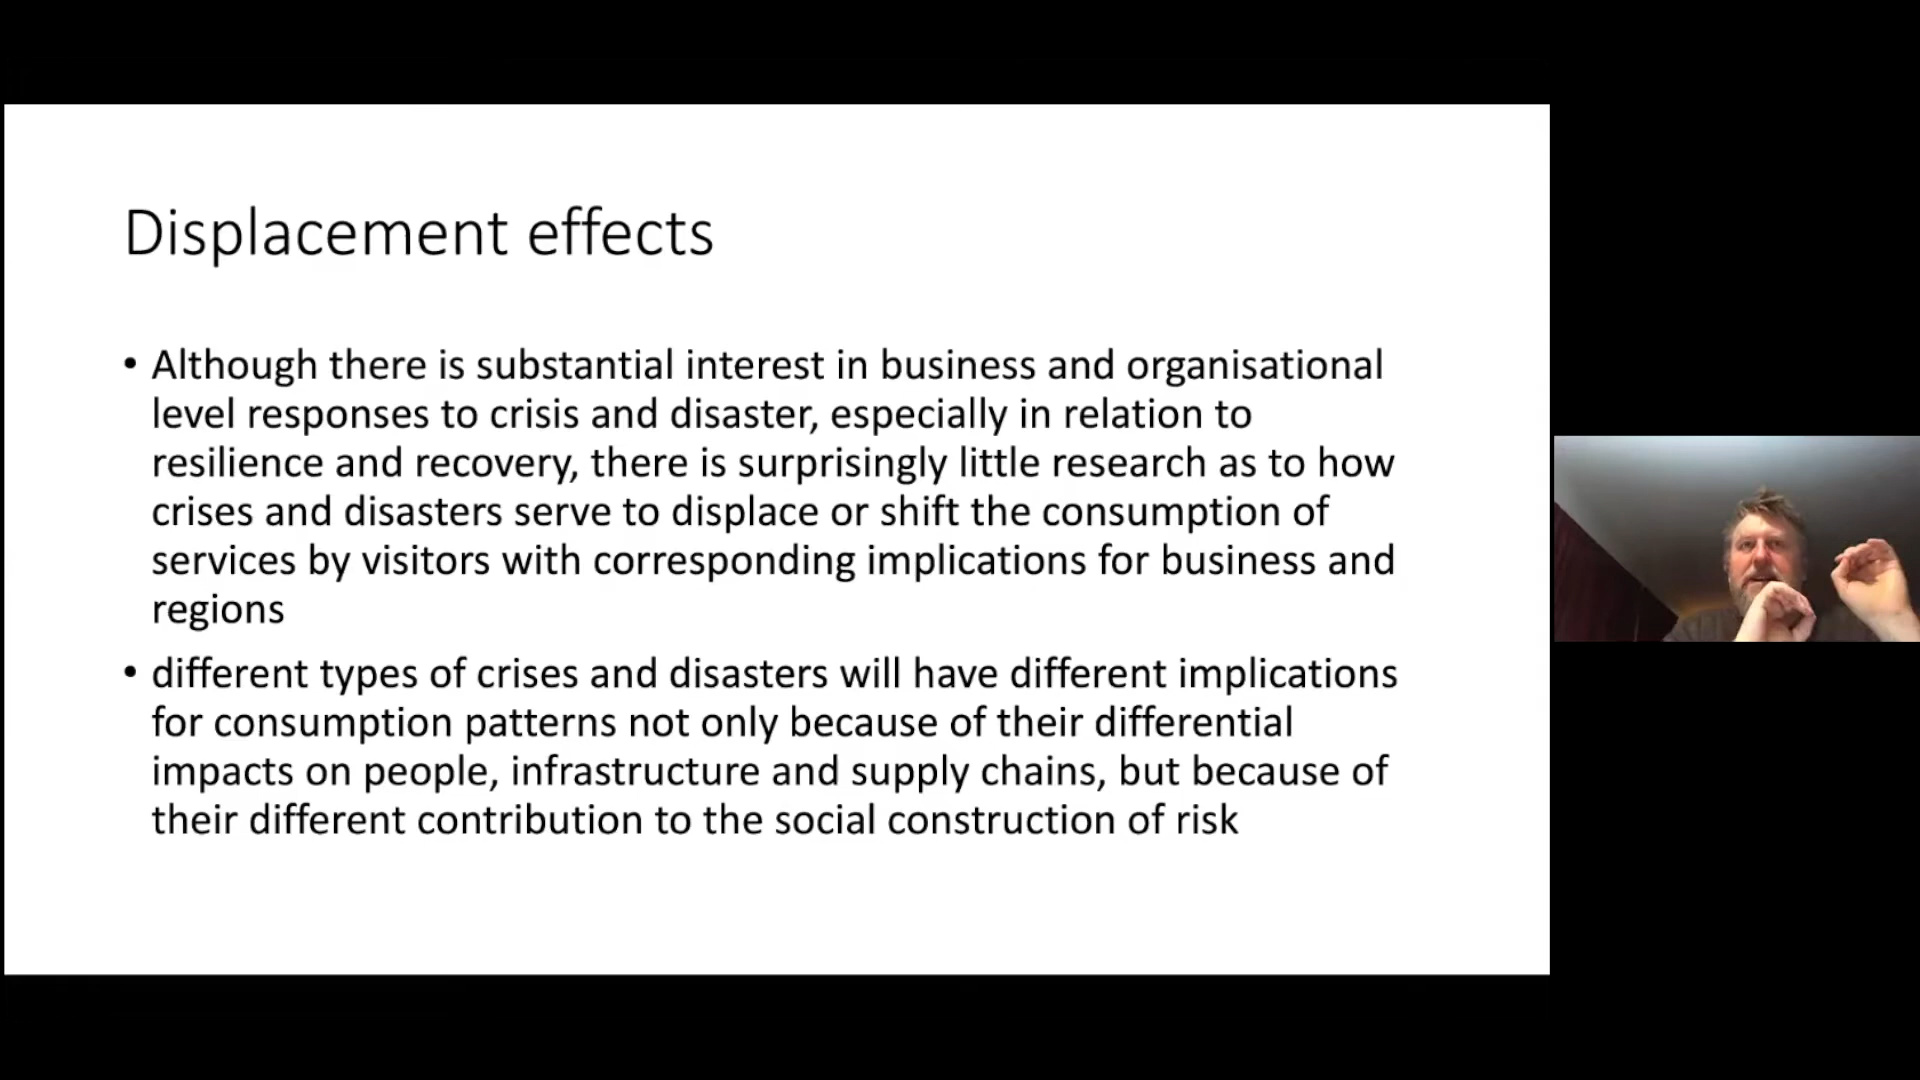 Displacement effects
• Although there is substantial interest in business and organisational
level responses to crisis and disaster, especially in relation to
resilience and recovery, there is surprisingly little research as to how
crises and disasters serve to displace or shift the consumption of
services by visitors with corresponding implications for business and
regions
• different types of crises and disasters will have different implications
for consumption patterns not only because of their differential
impacts on people, infrastructure and supply chains, but because of
their different contribution to the social construction of risk